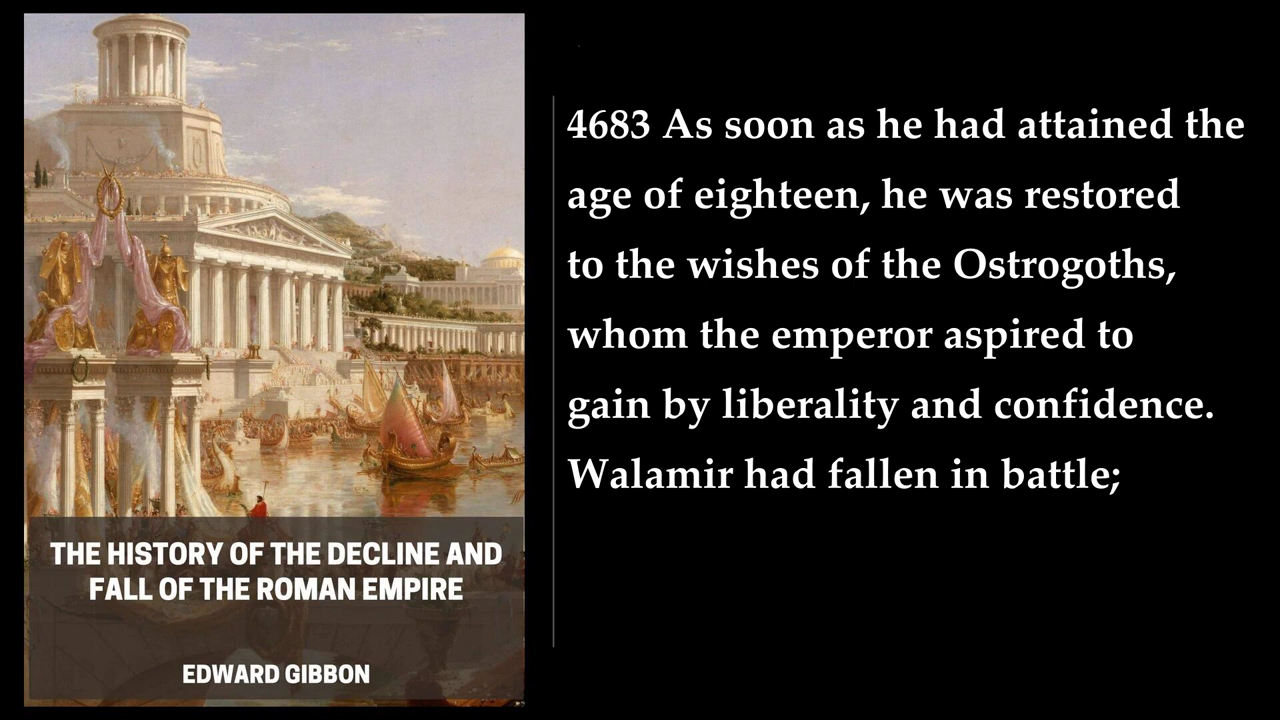 THE HISTORY OF THE DECLINE AND
FALL OF THE ROMAN EMPIRE
EDWARD GIBBON
4683 As soon as he had attained the
age of eighteen, he was restored
to the wishes of the Ostrogoths,
whom the emperor aspired to
gain by liberality and confidence.
Walamir had fallen in battle;